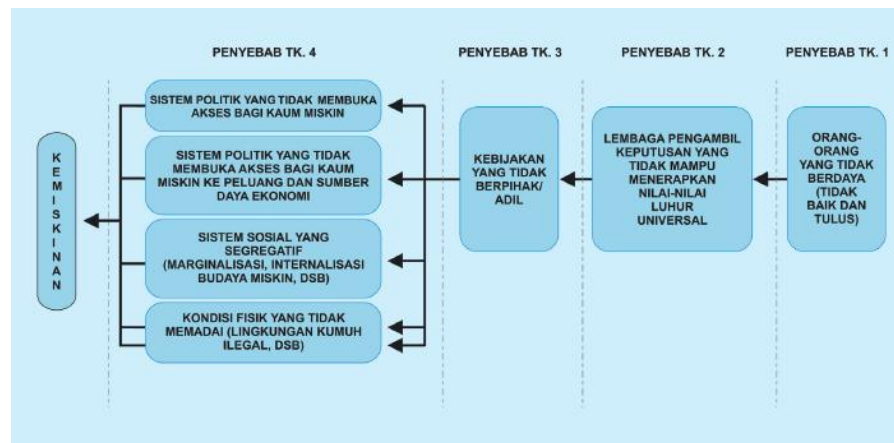 PENYEBAB TK. 4
PENYEBAB TK. 3
PENYEBAB TK. 2
PENYEBAB TK. 1
KEMISKINAN
SISTEM POLITIK YANG TIDAK MEMBUKA
AKSES BAGI KAUM MISKIN
SISTEM POLITIK YANG TIDAK
MEMBUKA AKSES BAGI KAUM
MISKIN KE PELUANG DAN SUMBER
DAYA EKONOMI
SISTEM SOSIAL YANG
SEGREGATIF
(MARGINALISASI, INTERNALISASI
BUDAYA MISKIN, DSB)
KONDISI FISIK YANG TIDAK
MEMADAI (LINGKUNGAN KUMUH
ILEGAL, DSB)
KEBIJAKAN
YANG TIDAK
BERPIHAK/
ADIL
LEMBAGA PENGAMBIL
KEPUTUSAN YANG
TIDAK MAMPU
MENERAPKAN
NILAI-NILAI
LUHUR
UNIVERSAL
ORANG-
ORANG
YANG TIDAK
BERDAYA
(TIDAK
BAIK DAN
TULUS)